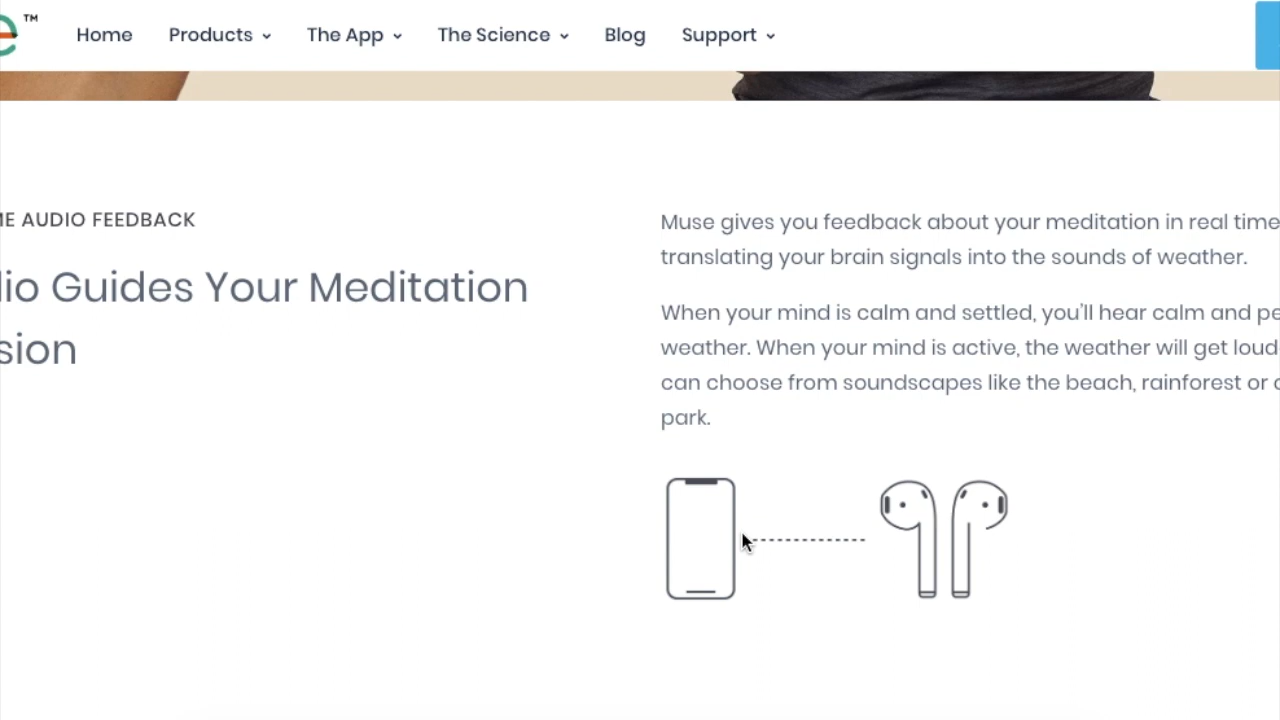 TM
Home Products The App The Science Blog Support
AUDIO FEEDBACK
Guides Your Meditation
Muse gives you feedback about your meditation in real time
translating your brain signals into the sounds of weather.
When your mind is calm and settled, you'll hear calm and
weather. When your mind is active, the weather will get
can choose from soundscapes like the beach, rainforest or
park.